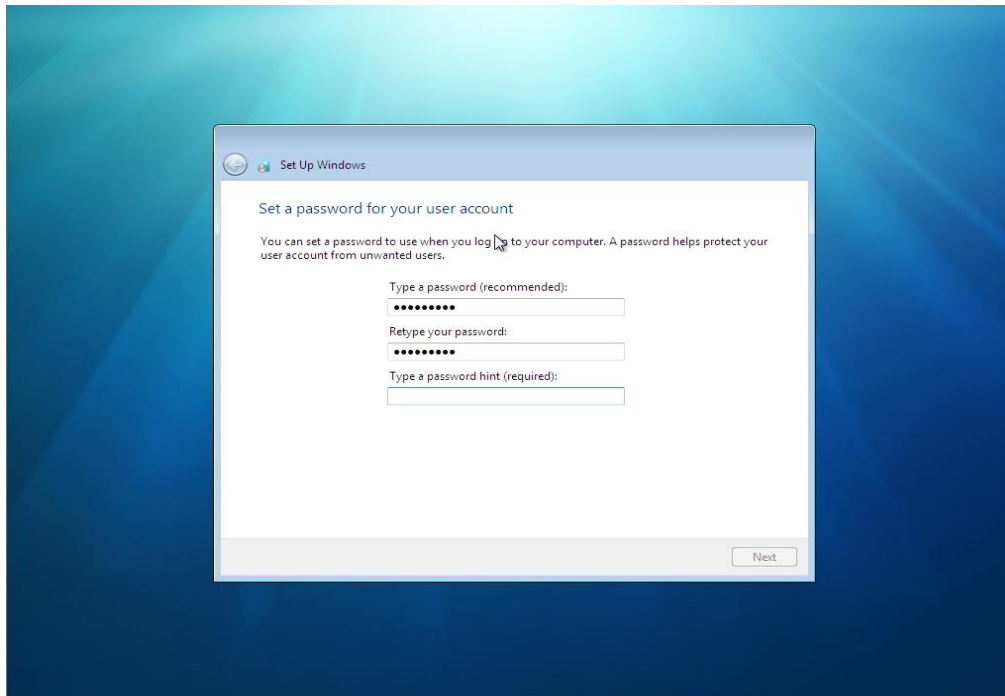 Set Up Windows
Set a password for your user account
You can set a password to use when you log to your computer. A password helps protect your
user account from unwanted users.
Type a password (recommended):
●●●●●●●●●
Retype your password:
●●●●●●●●●
Type a password hint (required):
Next